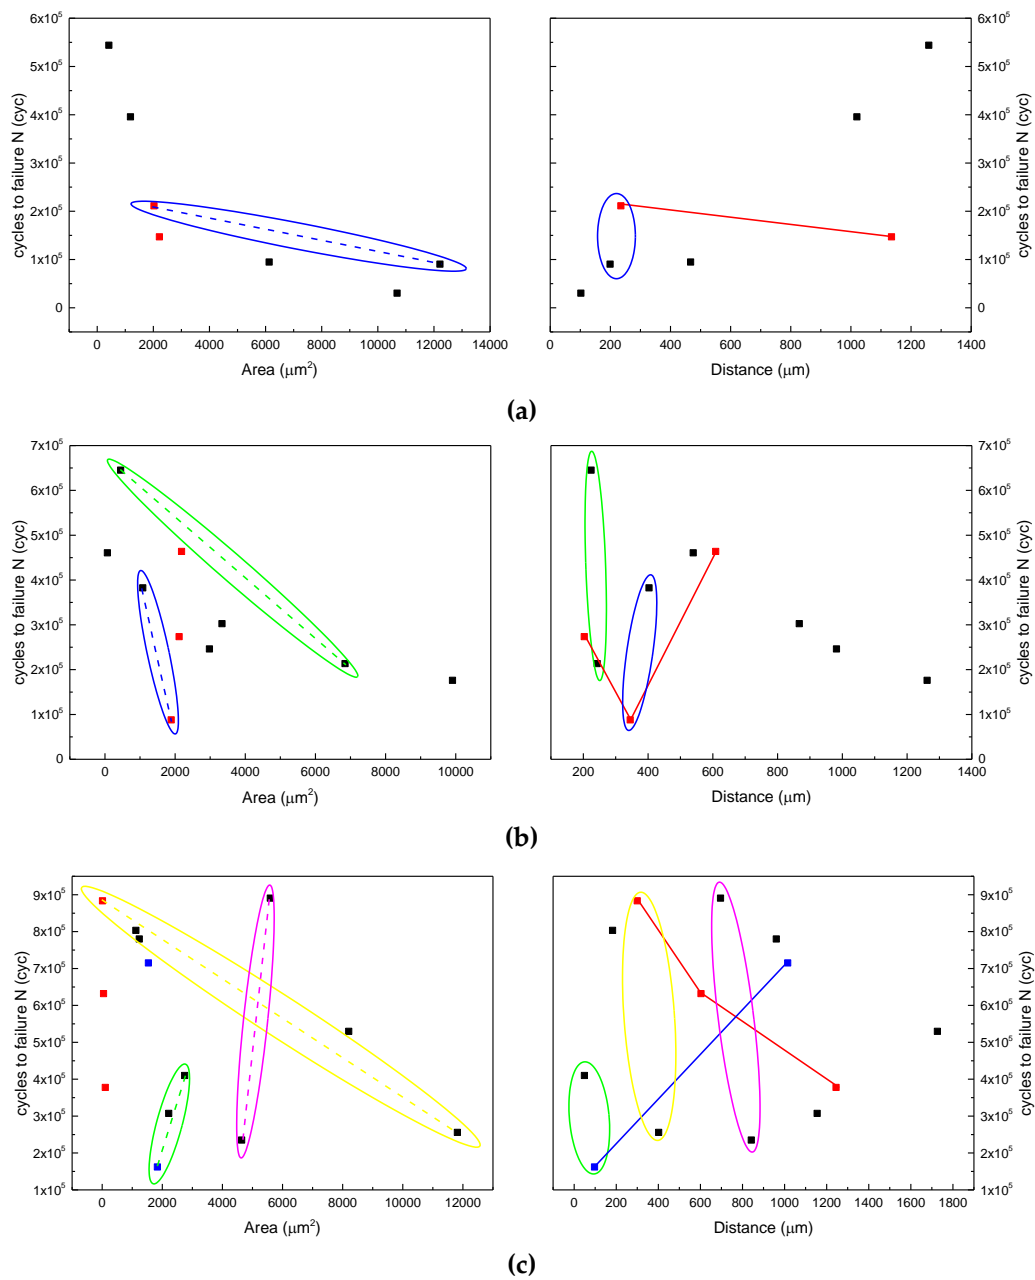 6x10⁵
5x10⁵
4x10⁵
3x10⁵
2x10⁵
1x10⁵
0
cycles to failure N (cyc)
0 2000 4000 6000 8000 10000 12000 14000
Area (μm²)
6x10⁵
5x10⁵
4x10⁵
3x10⁵
2x10⁵
1x10⁵
0
cycles to failure N (cyc)
0 200 400 600 800 1000 1200 1400
Distance (μm)
(a)
7x10⁵
6x10⁵
5x10⁵
4x10⁵
3x10⁵
2x10⁵
1x10⁵
0
cycles to failure N (cyc)
0 2000 4000 6000 8000 10000
Area (μm²)
7x10⁵
6x10⁵
5x10⁵
4x10⁵
3x10⁵
2x10⁵
1x10⁵
0
cycles to failure N (cyc)
200 400 600 800 1000 1200 1400
Distance (μm)
(b)
9x10⁵
8x10⁵
7x10⁵
6x10⁵
5x10⁵
4x10⁵
3x10⁵
2x10⁵
1x10⁵
cycles to failure N (cyc)
0 2000 4000 6000 8000 10000 12000
Area (μm²)
9x10⁵
8x10⁵
7x10⁵
6x10⁵
5x10⁵
4x10⁵
3x10⁵
2x10⁵
1x10⁵
cycles to failure N (cyc)
0 200 400 600 800 1000 1200 1400 1600 1800
Distance (μm)
(c)